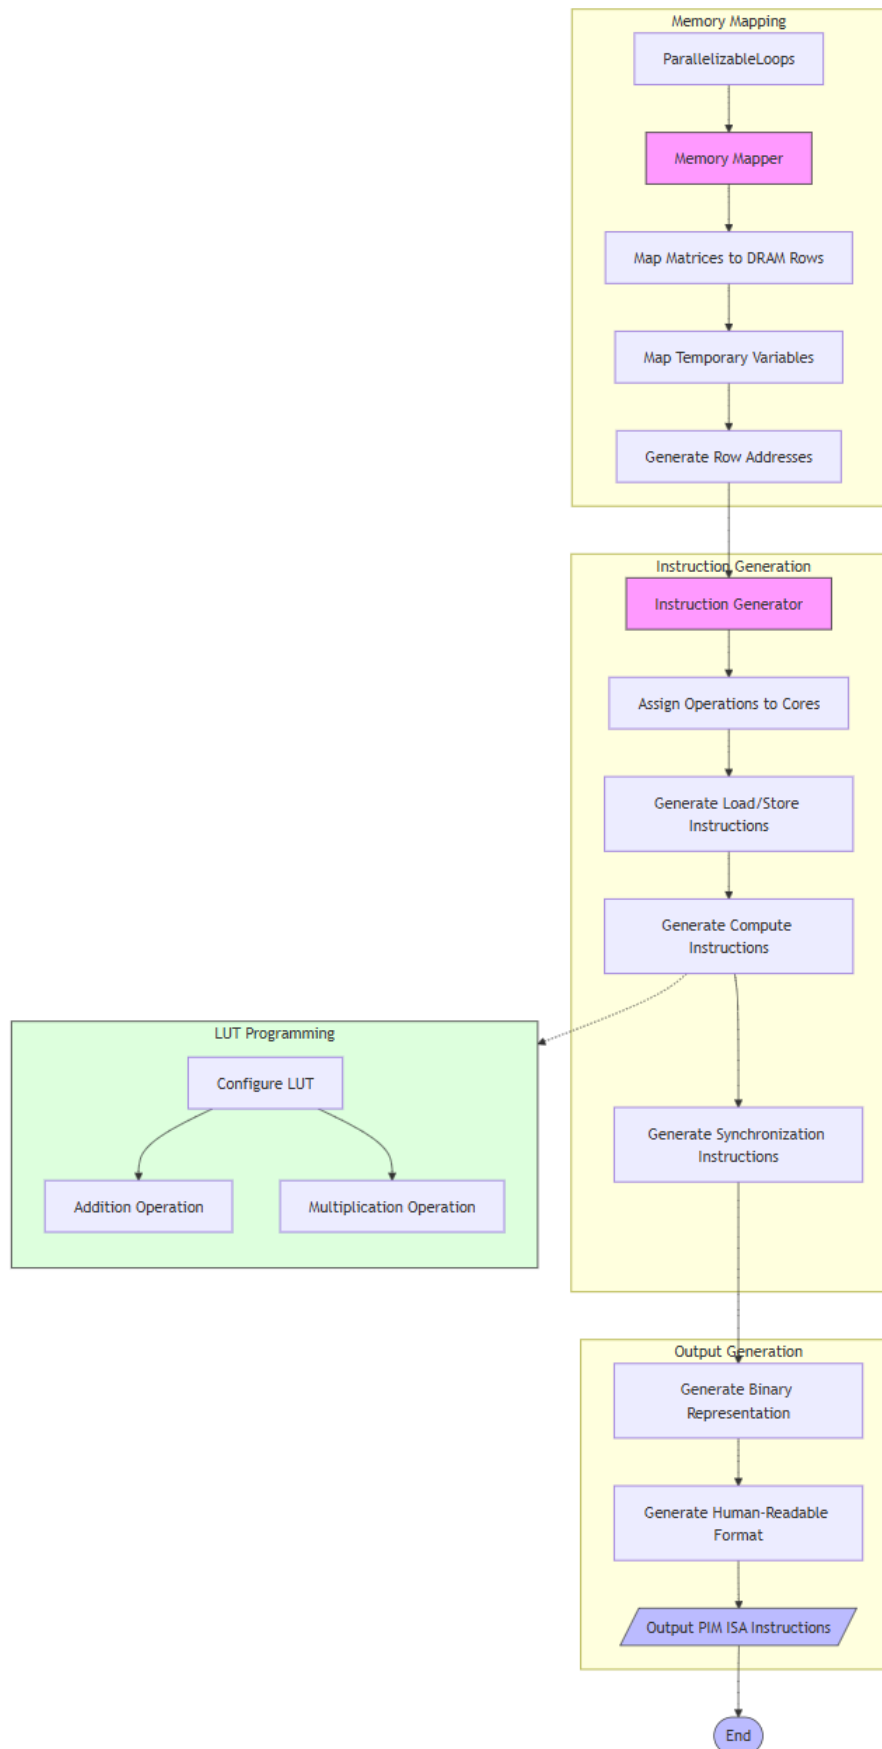 Memory Mapping
ParallelizableLoops
Memory Mapper
Map Matrices to DRAM Rows
Map Temporary Variables
Generate Row Addresses
Instruction Generation
Instruction Generator
Assign Operations to Cores
Generate Load/Store
Instructions
Generate Compute
Instructions
LUT Programming
Configure LUT
Addition Operation
Multiplication Operation
Generate Synchronization
Instructions
Output Generation
Generate Binary
Representation
Generate Human-Readable
Format
Output PIM ISA Instructions
End